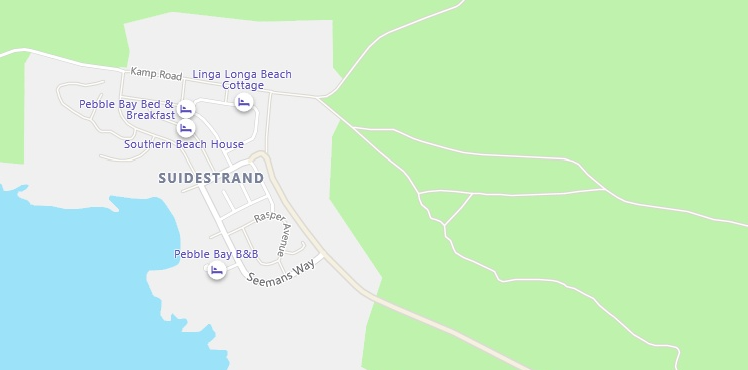 Kamp Road
Linga Longa Beach
Cottage
Pebble Bay Bed &
Breakfast
Southern Beach House
SUIDESTRAND
Rasper Avenue
Pebble Bay B&B
Seemans Way